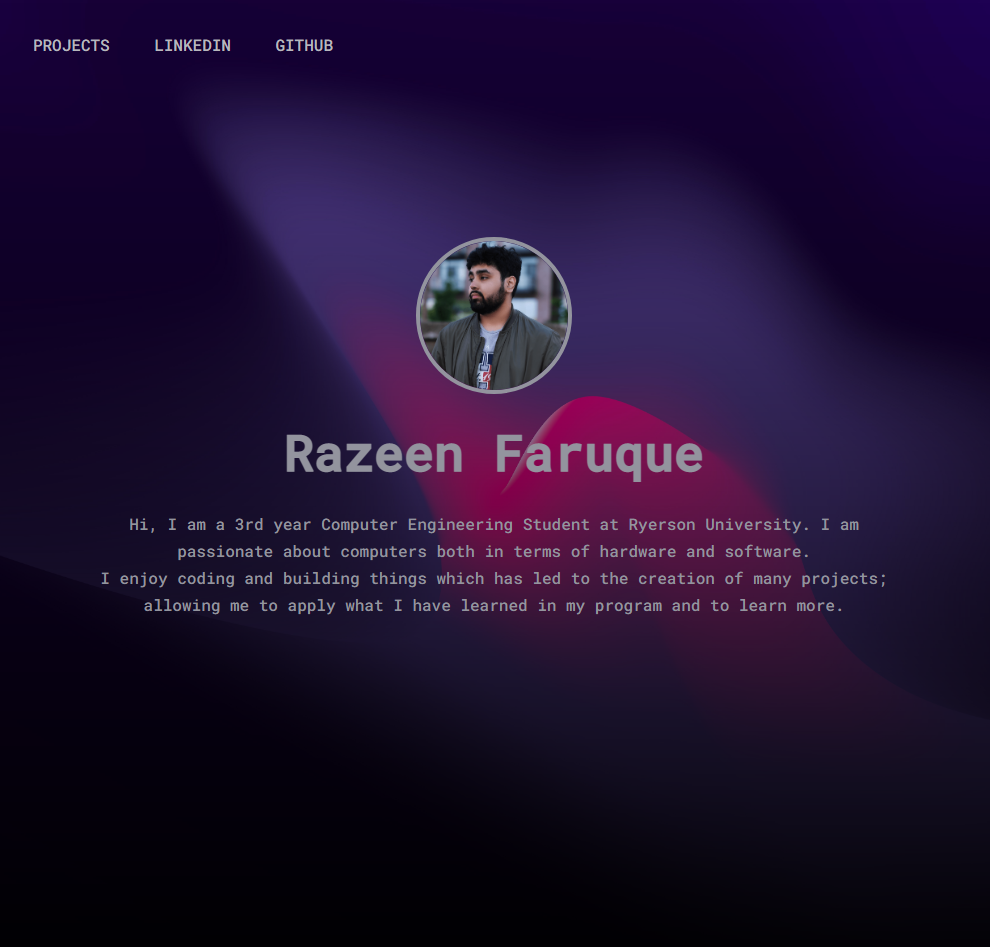 PROJECTS LINKEDIN GITHUB
Razeen Faruque
Hi, I am a 3rd year Computer Engineering Student at Ryerson University. I am
passionate about computers both in terms of hardware and software.
I enjoy coding and building things which has led to the creation of many projects;
allowing me to apply what I have learned in my program and to learn more.